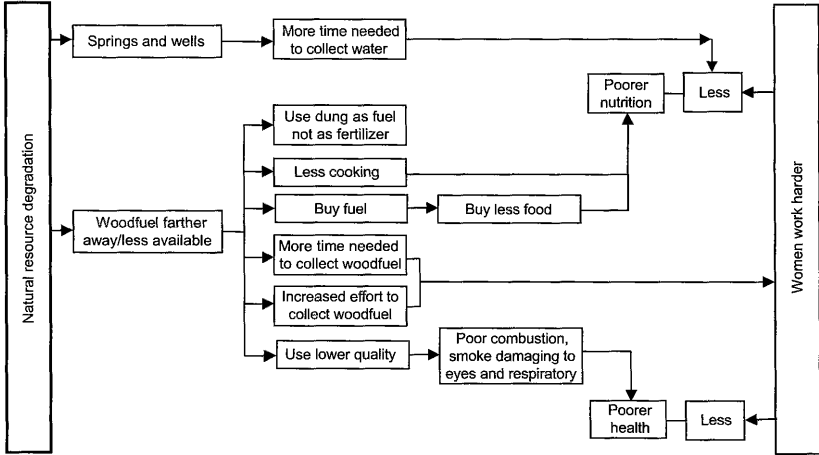 Natural resource degradation
Springs and wells
More time needed
to collect water
Poorer
nutrition
Less
Use dung as fuel
not as fertilizer
Less cooking
Buy fuel
Buy less food
Woodfuel farther
away/less available
More time needed
to collect woodfuel
Increased effort to
collect woodfuel
Use lower quality
Poor combustion,
smoke damaging to
eyes and respiratory
Poorer
health
Less
Women work harder